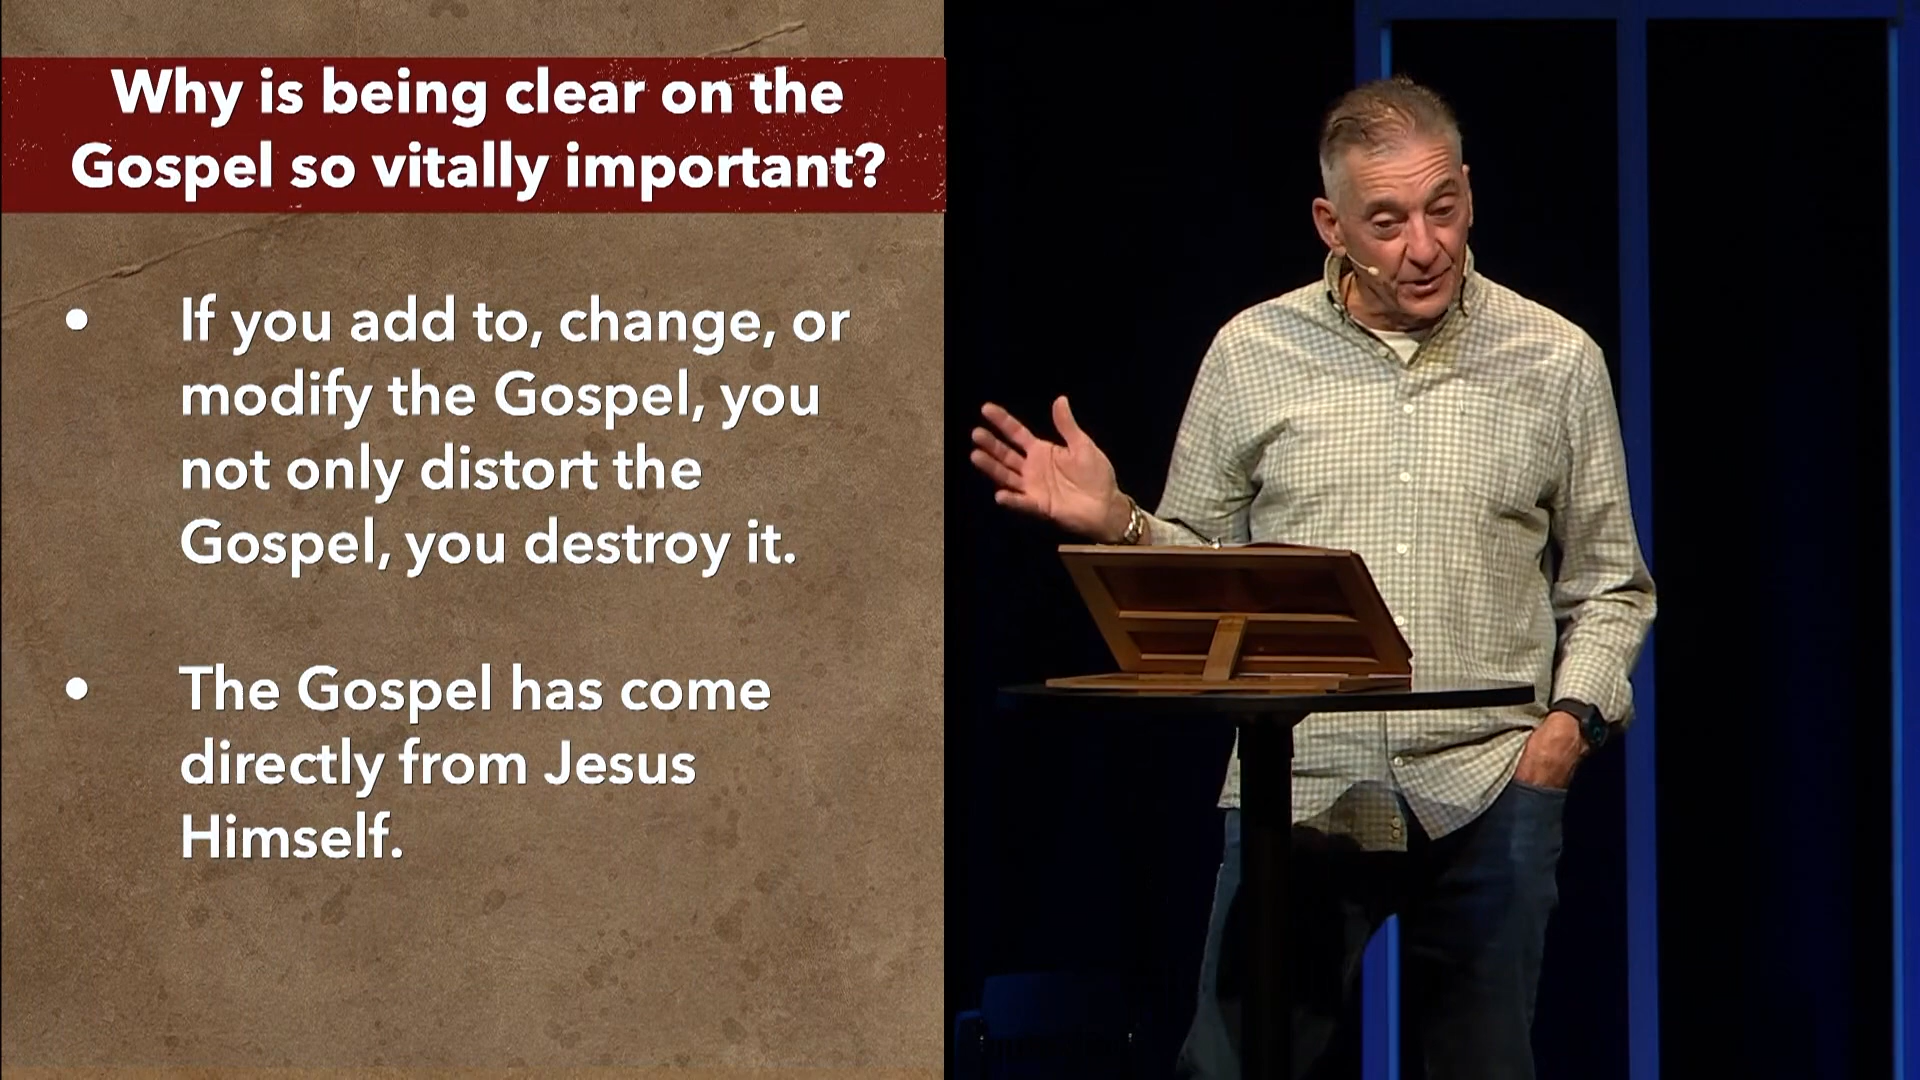 Why is being clear on the
Gospel so vitally important?
• If you add to, change, or
modify the Gospel, you
not only distort the
Gospel, you destroy it.
• The Gospel has come
directly from Jesus
Himself.